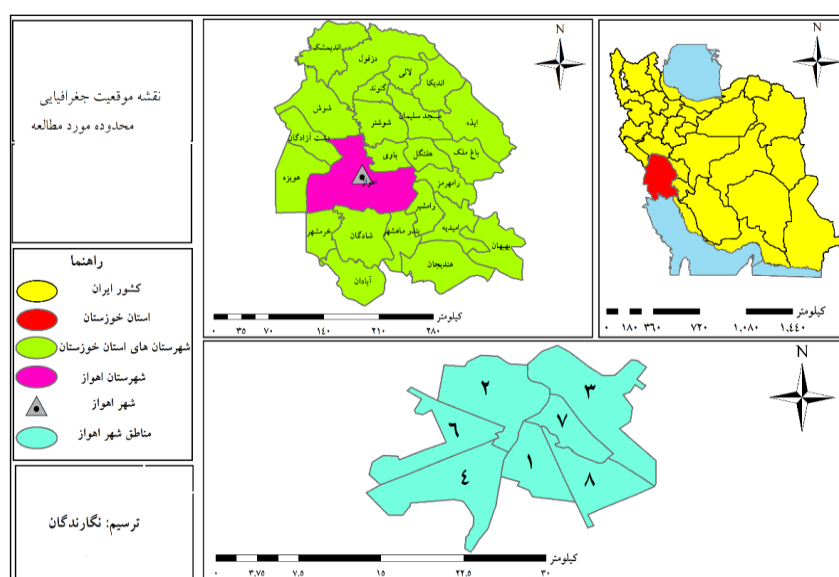 نقشه موقعیت جغرافیایی
محدوده مورد مطالعه
راهنما
کشور ایران
استان خوزستان
شهرستان های استان خوزستان
شهرستان اهواز
شهر اهواز
مناطق شهر اهواز
ترسیم: نگارندگان
N
اندیمشک
دزفول
لالی
اندیکا
گتوند
شوش
شوشتر
مسجد سلیمان
ایذه
دشت آزادگان
باوی
هفتگل
باغ ملک
هویزه
اهواز
رامهرمز
رامشیر
خرمشهر
شادگان
بندر ماهشهر
امیدیه
بهبهان
هندیجان
آبادان
کیلومتر
۰ ۳۵ ۷۰ ۱۴۰ ۲۱۰ ۲۸۰
N
کیلومتر
۰ ۱۸۰ ۳۶۰ ۷۲۰ ۱,۰۸۰ ۱,۴۴۰
N
۲
۳
۶
۷
۱
۴
۸
کیلومتر
۰ ۳.۷۵ ۷.۵ ۱۵ ۲۲.۵ ۳۰